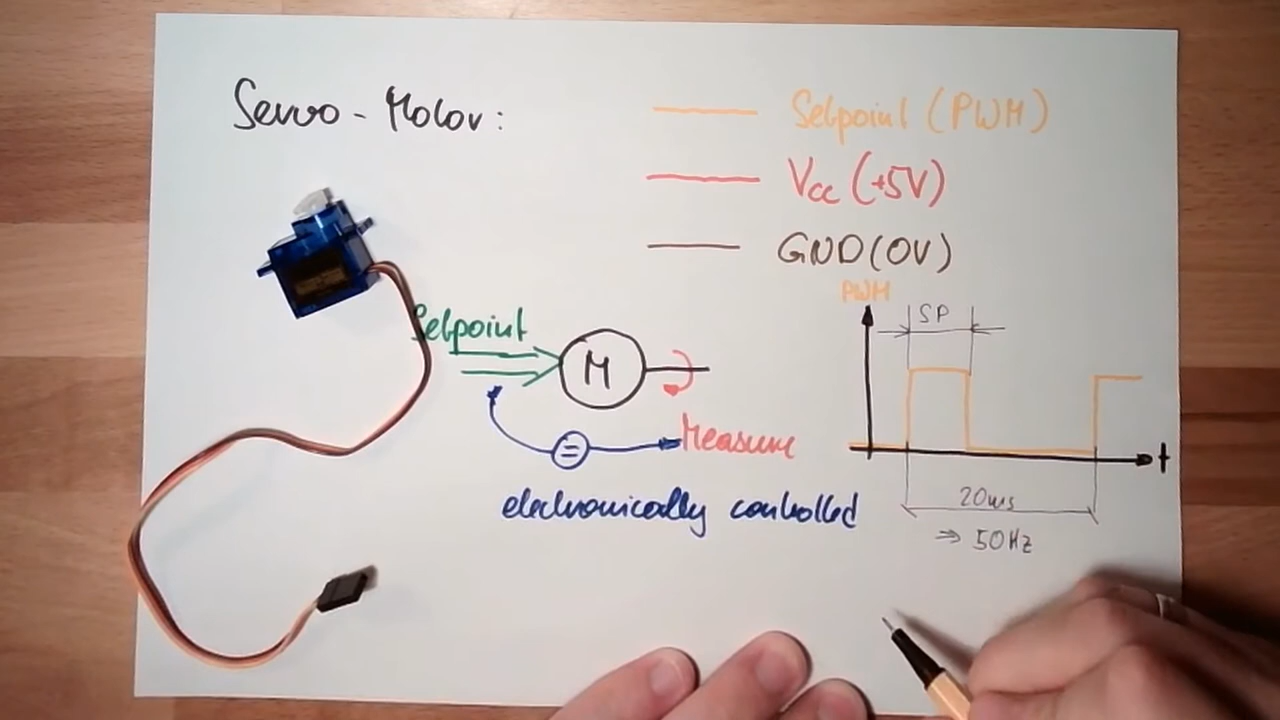 Servo-Motor:
Setpoint (PWM)
Vcc (+5V)
GND (0V)
PWM
SP
Setpoint
M
=
Measure
t
electronically controlled
20ms
⇒ 50Hz